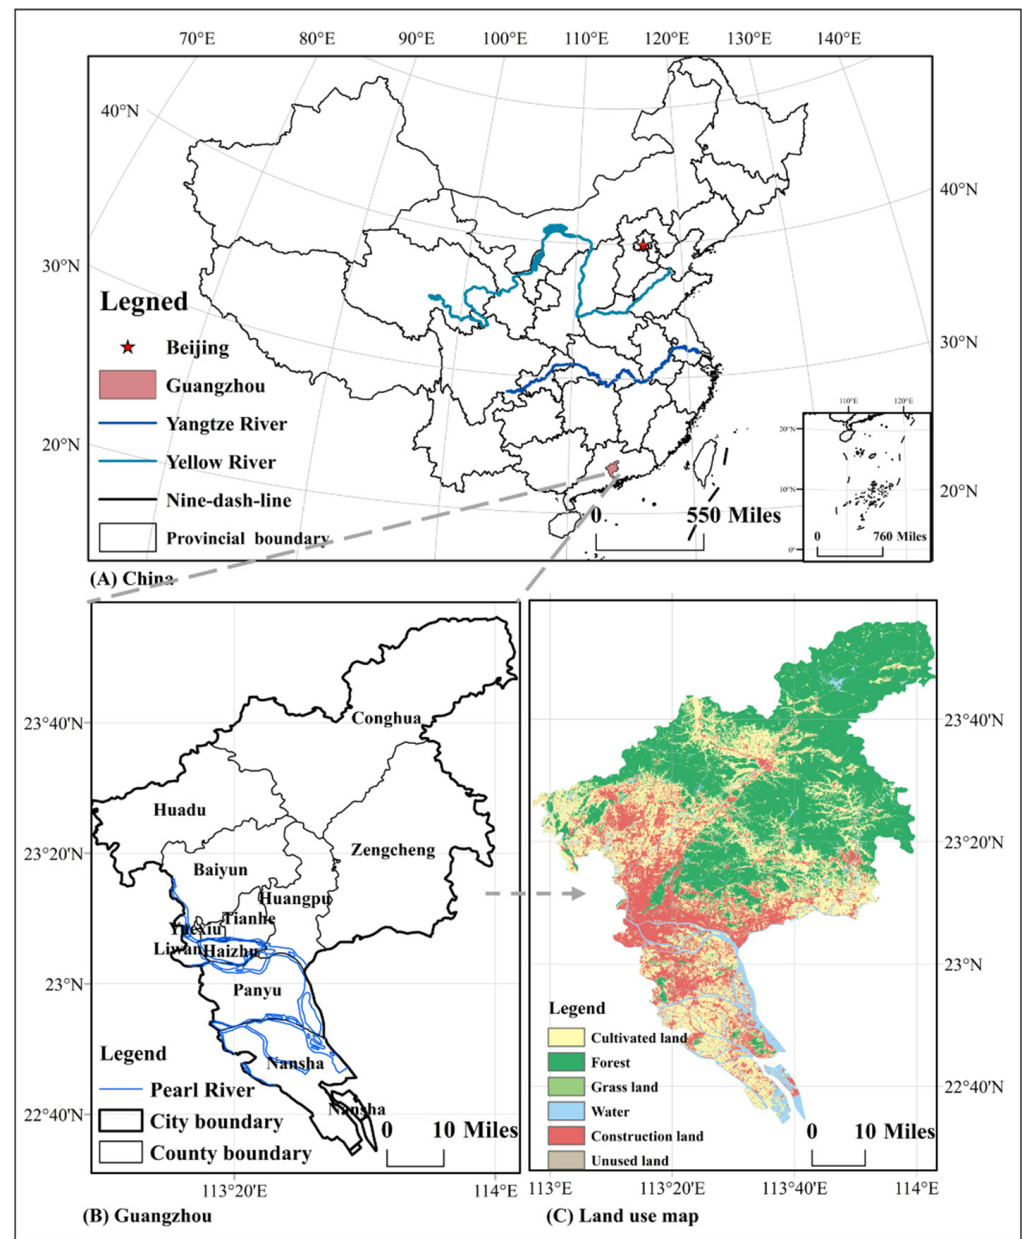 70°E 80°E 90°E 100°E 110°E 120°E 130°E 140°E
40°N
40°N
30°N
30°N
20°N
20°N
Legned
Beijing
Guangzhou
Yangtze River
Yellow River
Nine-dash-line
Provincial boundary
0 550 Miles
110°E 120°E
20°N
10°N
0°
0 760 Miles
(A) China
23°40'N
23°20'N
23°N
22°40'N
Conghua
Huadu
Zengcheng
Baiyun
Huangpu
Tianhe
Yuexiu
Liwan
Haizhu
Panyu
Nansha
Nansha
Legend
Pearl River
City boundary
County boundary
0 10 Miles
113°20'E 114°E
(B) Guangzhou
23°40'N
23°20'N
23°N
22°40'N
Legend
Cultivated land
Forest
Grass land
Water
Construction land
Unused land
0 10 Miles
113°E 113°20'E 113°40'E 114°E
(C) Land use map